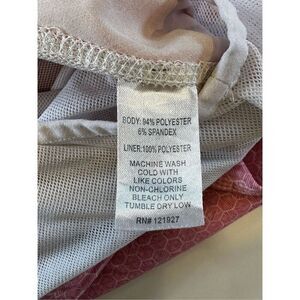 BODY: 94% POLYESTER
6% SPANDEX
LINER: 100% POLYESTER
MACHINE WASH
COLD WITH
LIKE COLORS
NON-CHLORINE
BLEACH ONLY
TUMBLE DRY LOW
RN# 121927